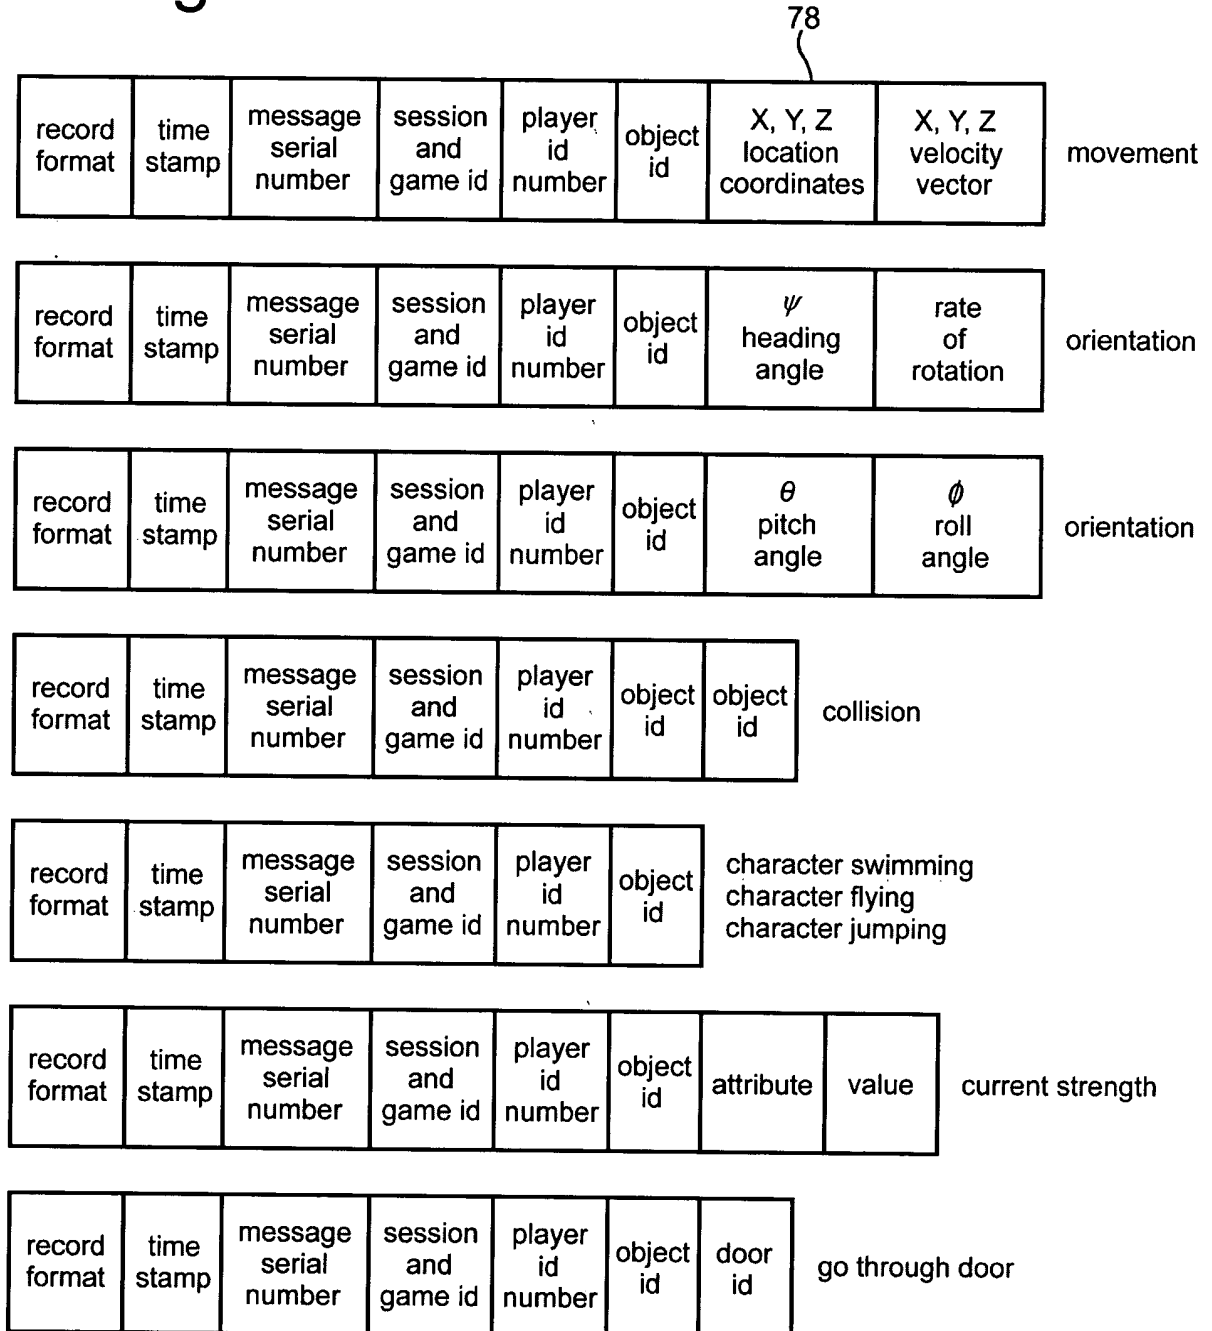 78
record format
time stamp
message serial number
session and game id
player id number
object id
X, Y, Z location coordinates
X, Y, Z velocity vector
movement
record format
time stamp
message serial number
session and game id
player id number
object id
ψ heading angle
rate of rotation
orientation
record format
time stamp
message serial number
session and game id
player id number
object id
θ pitch angle
ϕ roll angle
orientation
record format
time stamp
message serial number
session and game id
player id number
object id
object id
collision
record format
time stamp
message serial number
session and game id
player id number
object id
character swimming
character flying
character jumping
record format
time stamp
message serial number
session and game id
player id number
object id
attribute
value
current strength
record format
time stamp
message serial number
session and game id
player id number
object id
door id
go through door